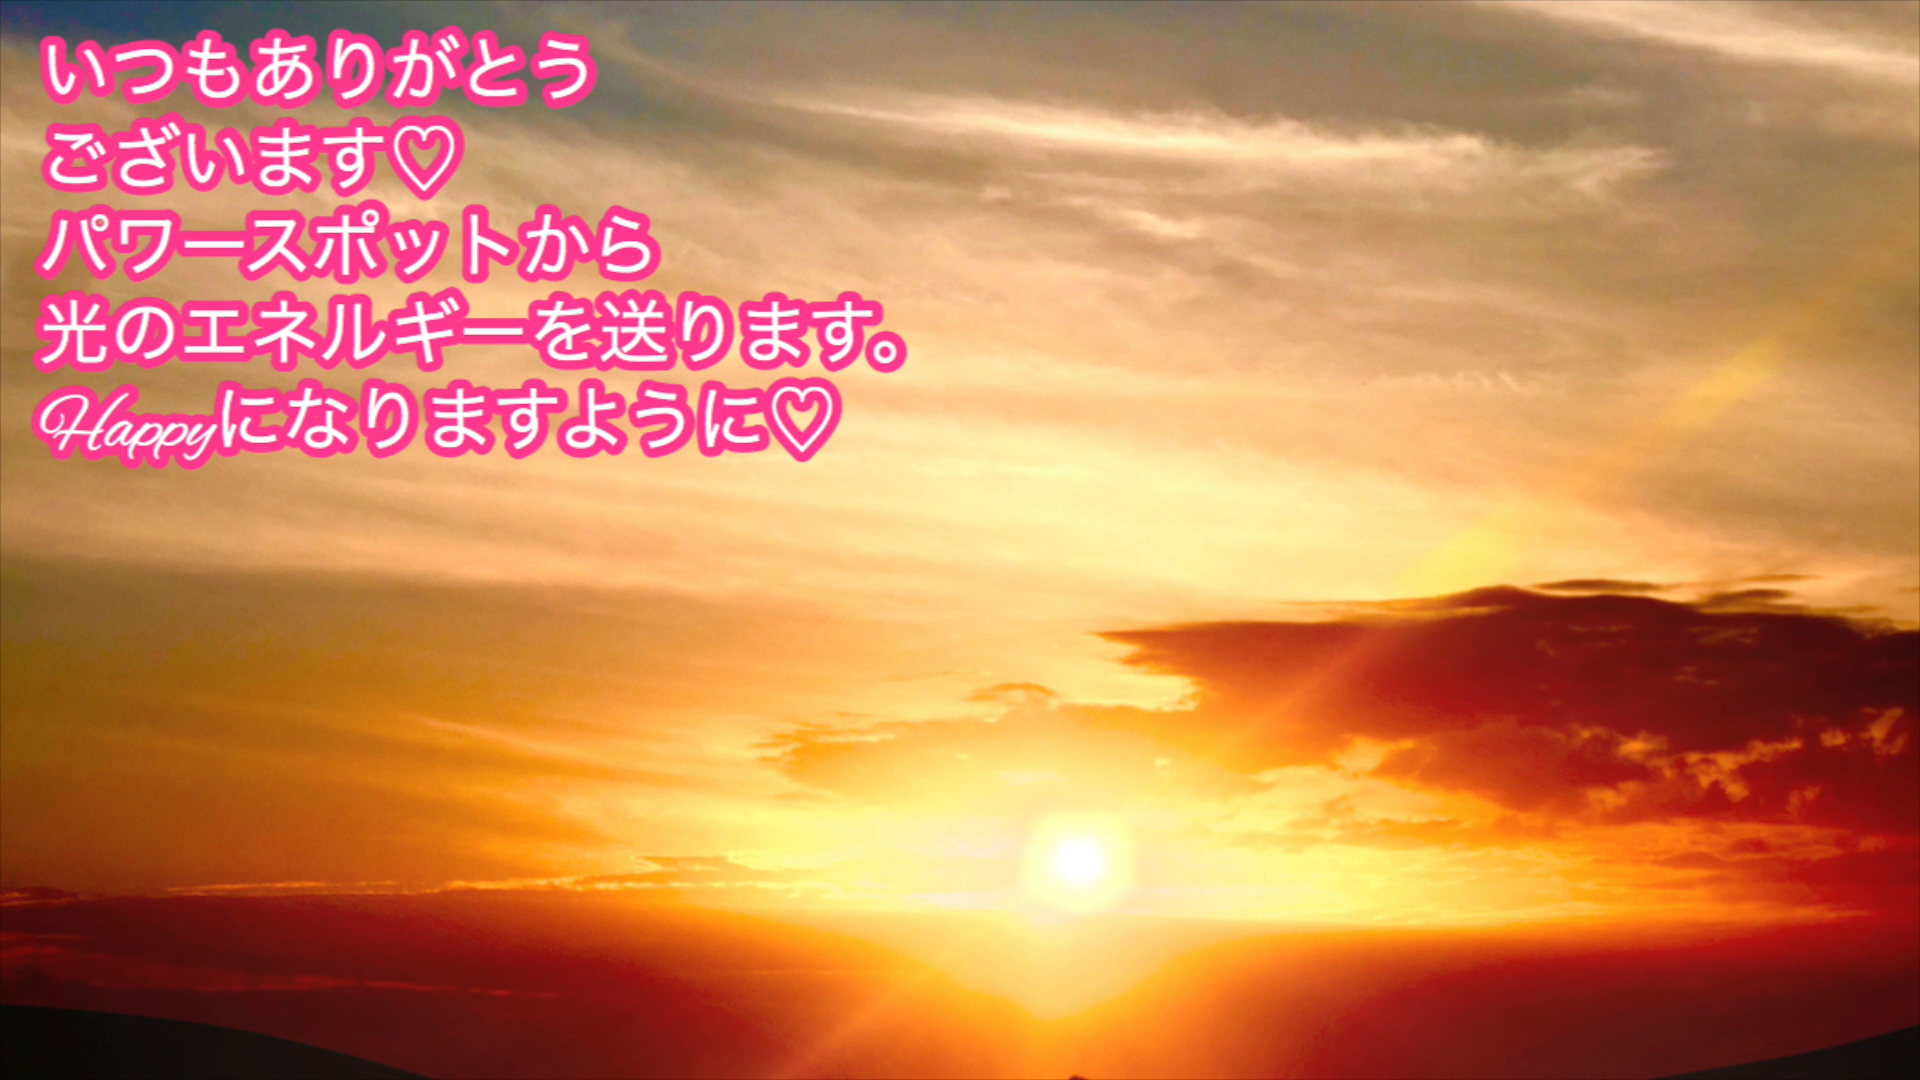 いつもありがとう
ございます♡
パワースポットから
光のエネルギーを送ります。
Happyになりますように♡